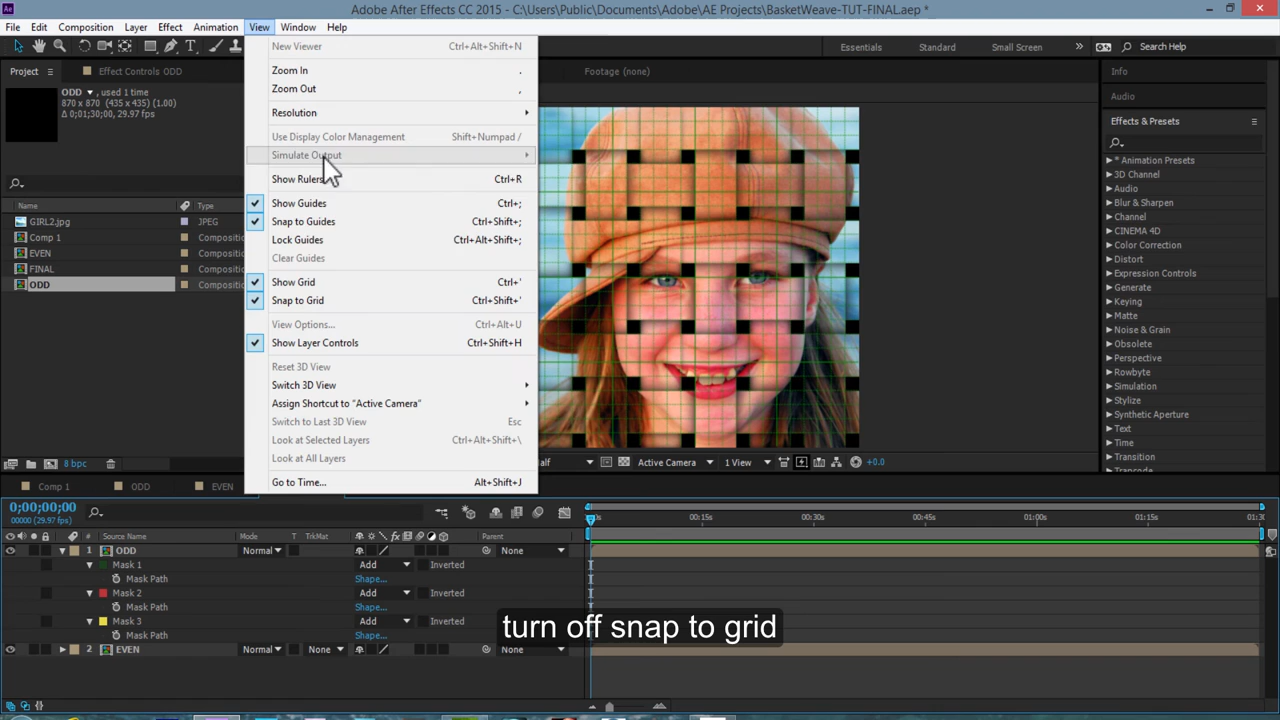 Ae Adobe After Effects CC 2015 - C:\Users\Public\Documents\Adobe\AE Projects\BasketWeave-TUT-FINAL.aep *
File Edit Composition Layer Effect Animation View Window Help
Essentials Standard Small Screen Search Help
Project Effect Controls ODD
Footage (none)
Info
Audio
Effects & Presets
ODD , used 1 time
870 x 870 (435 x 435) (1.00)
Δ 0;01;30;00, 29.97 fps
Name Type
GIRL2.jpg JPEG
Comp 1 Composition
EVEN Composition
FINAL Composition
ODD Composition
8 bpc
New Viewer Ctrl+Alt+Shift+N
Zoom In .
Zoom Out ,
Resolution
Use Display Color Management Shift+Numpad /
Simulate Output
Show Rulers Ctrl+R
Show Guides Ctrl+;
Snap to Guides Ctrl+Shift+;
Lock Guides Ctrl+Alt+Shift+;
Clear Guides
Show Grid Ctrl+'
Snap to Grid Ctrl+Shift+'
View Options... Ctrl+Alt+U
Show Layer Controls Ctrl+Shift+H
Reset 3D View
Switch 3D View
Assign Shortcut to "Active Camera"
Switch to Last 3D View Esc
Look at Selected Layers Ctrl+Alt+Shift+\
Look at All Layers
Go to Time... Alt+Shift+J
Active Camera 1 View +0.0
* Animation Presets
3D Channel
Audio
Blur & Sharpen
Channel
CINEMA 4D
Color Correction
Distort
Expression Controls
Generate
Keying
Matte
Noise & Grain
Obsolete
Perspective
Rowbyte
Simulation
Stylize
Synthetic Aperture
Text
Time
Transition
Comp 1 ODD EVEN
0;00;00;00
00000 (29.97 fps)
00:15s 00:30s 00:45s 01:00s 01:15s
# Source Name Mode T TrkMat Parent
1 ODD Normal None
Mask 1 Add Inverted
Mask Path Shape...
Mask 2 Add Inverted
Mask Path Shape...
Mask 3 Add Inverted
Mask Path Shape...
2 EVEN Normal None None
turn off snap to grid